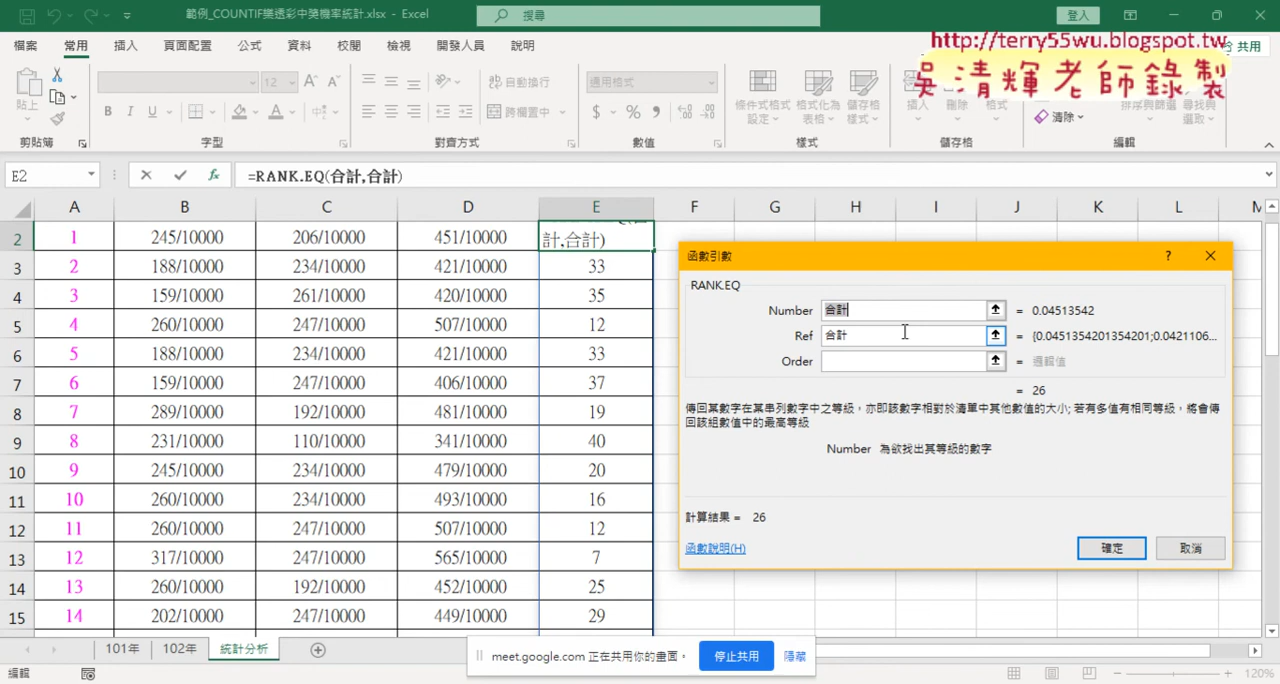 範例_COUNTIF樂透彩中獎機率統計.xlsx - Excel
搜尋
登入
檔案 常用 插入 頁面配置 公式 資料 校閱 檢視 開發人員 說明
共用
http://terry55wu.blogspot.tw
吳清輝老師錄製
貼上
12
B I U
自動換行
跨欄置中
通用格式
$ % ,
條件式格式設定
格式化為表格
儲存格樣式
插入 刪除 格式
清除
排序與篩選
尋找與選取
剪貼簿 字型 對齊方式 數值 樣式 儲存格 編輯
E2
fx
=RANK.EQ(合計,合計)
A B C D E F G H I J K L M
2 1 245/10000 206/10000 451/10000 計,合計)
3 2 188/10000 234/10000 421/10000 33
4 3 159/10000 261/10000 420/10000 35
5 4 260/10000 247/10000 507/10000 12
6 5 188/10000 234/10000 421/10000 33
7 6 159/10000 247/10000 406/10000 37
8 7 289/10000 192/10000 481/10000 19
9 8 231/10000 110/10000 341/10000 40
10 9 245/10000 234/10000 479/10000 20
11 10 260/10000 234/10000 493/10000 16
12 11 260/10000 247/10000 507/10000 12
13 12 317/10000 247/10000 565/10000 7
14 13 260/10000 192/10000 452/10000 25
15 14 202/10000 247/10000 449/10000 29
函數引數
?
RANK.EQ
Number 合計 = 0.04513542
Ref 合計 = {0.0451354201354201;0.0421106...
Order = 邏輯值
= 26
傳回某數字在某串列數字中之等級，亦即該數字相對於清單中其他數值的大小; 若有多值有相同等級，將會傳
回該組數值中的最高等級
Number 為欲找出其等級的數字
計算結果 = 26
函數說明(H)
確定
取消
101年 102年 統計分析
meet.google.com 正在共用你的畫面。
停止共用
隱藏
編輯
120%